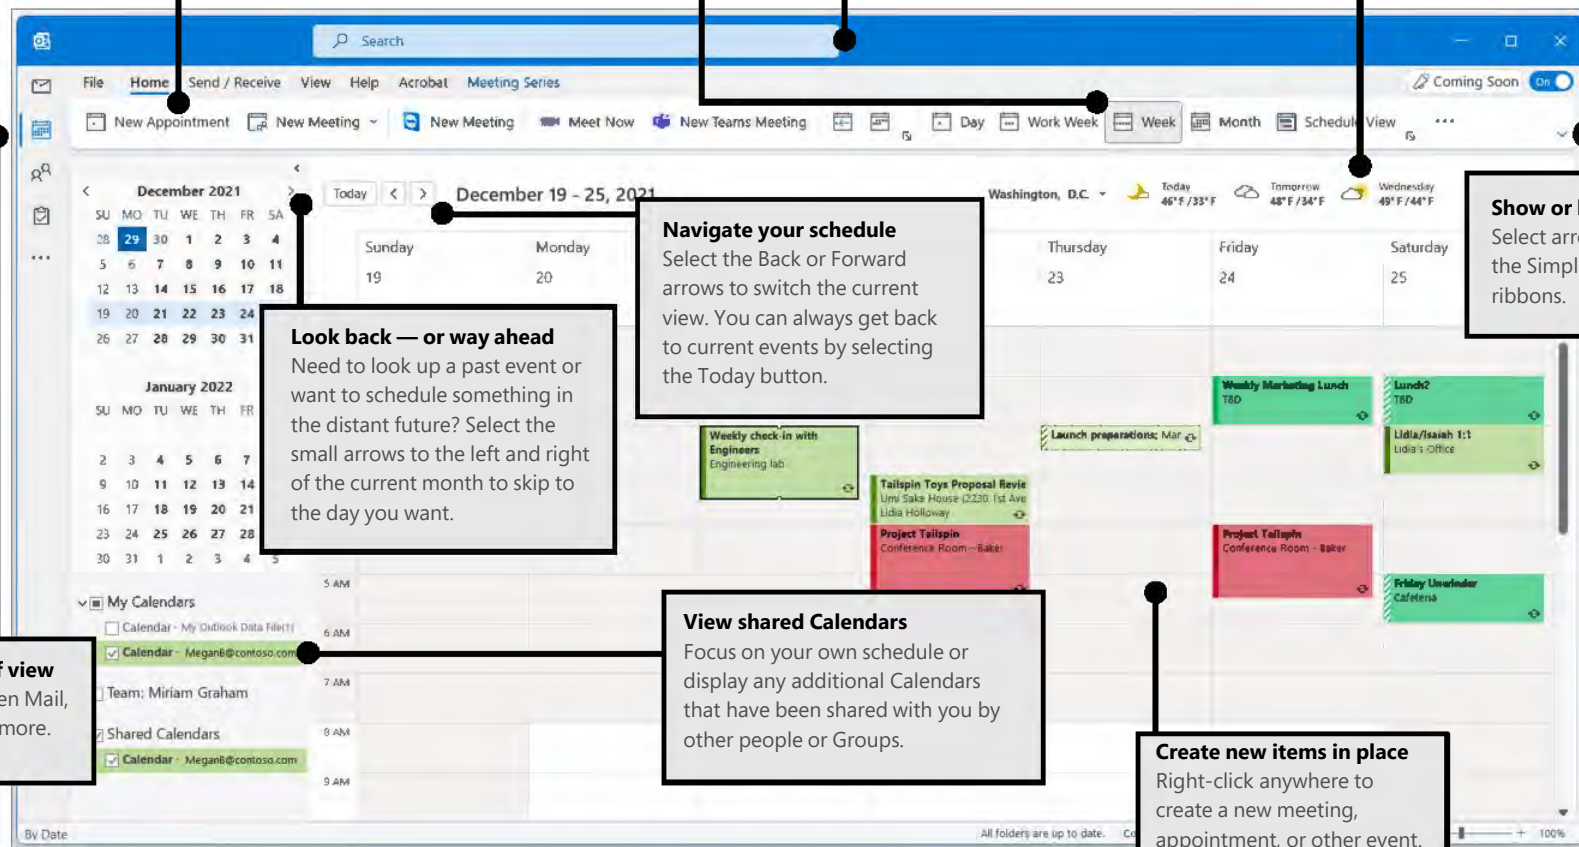 Search
File Home Send / Receive View Help Acrobat Meeting Series
Coming Soon On
New Appointment New Meeting New Meeting Meet Now New Teams Meeting Day Work Week Week Month Schedule View ...
December 2021
SU MO TU WE TH FR SA
28 29 30 1 2 3 4
5 6 7 8 9 10 11
12 13 14 15 16 17 18
19 20 21 22 23 24
26 27 28 29 30 31
January 2022
SU MO TU WE TH FR
2 3 4 5 6 7
9 10 11 12 13 14
16 17 18 19 20 21
23 24 25 26 27 28
30 31 1 2 3 4 5
Today < > December 19 - 25, 2021
Washington, D.C.
Today
46°F/33°F
Tomorrow
48°F/34°F
Wednesday
49°F/44°F
Sunday Monday Thursday Friday Saturday
19 20 23 24 25
Navigate your schedule
Select the Back or Forward
arrows to switch the current
view. You can always get back
to current events by selecting
the Today button.
Show or
Select arr
the Simpl
ribbons.
Look back — or way ahead
Need to look up a past event or
want to schedule something in
the distant future? Select the
small arrows to the left and right
of the current month to skip to
the day you want.
Weekly check-in with
Engineers
Engineering lab
Tailspin Toys Proposal Revie
Umi Sake House (2230 1st Ave
Lidia Holloway
Project Tailspin
Conference Room - Baker
Launch preparations; Mar
Weekly Marketing Lunch
TBD
Project Tailspin
Conference Room - Baker
Lunch?
TBD
Lidia/Isaiah 1:1
Lidia's Office
Friday Unwinder
Cafeteria
5 AM
6 AM
7 AM
8 AM
9 AM
My Calendars
Calendar - My Outlook Data File(1)
Calendar - MeganB@contoso.com
Team: Miriam Graham
Shared Calendars
Calendar - MeganB@contoso.com
f view
en Mail,
more.
View shared Calendars
Focus on your own schedule or
display any additional Calendars
that have been shared with you by
other people or Groups.
Create new items in place
Right-click anywhere to
create a new meeting,
appointment, or other event.
By Date
All folders are up to date. Co
100%